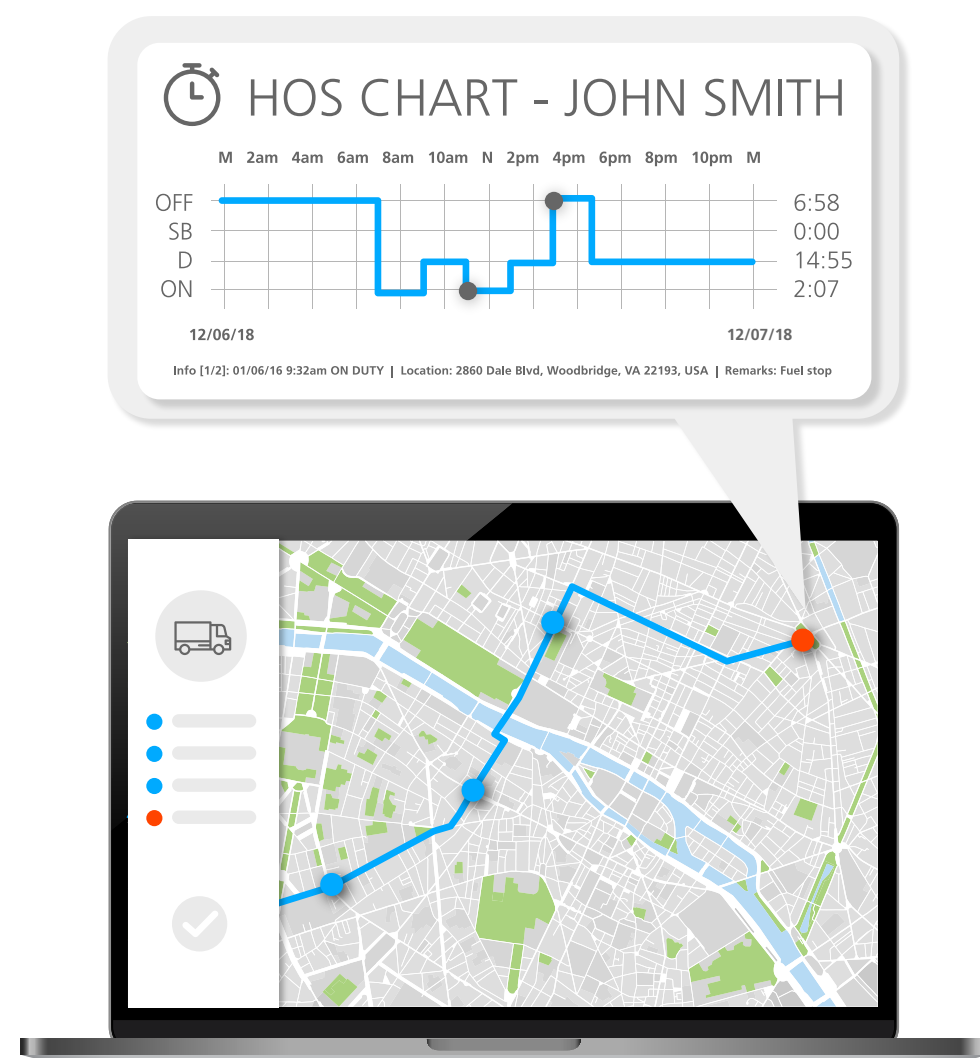 HOS CHART - JOHN SMITH
M 2am 4am 6am 8am 10am N 2pm 4pm 6pm 8pm 10pm M
OFF 6:58
SB 0:00
D 14:55
ON 2:07
12/06/18 12/07/18
Info [1/2]: 01/06/16 9:32am ON DUTY | Location: 2860 Dale Blvd, Woodbridge, VA 22193, USA | Remarks: Fuel stop